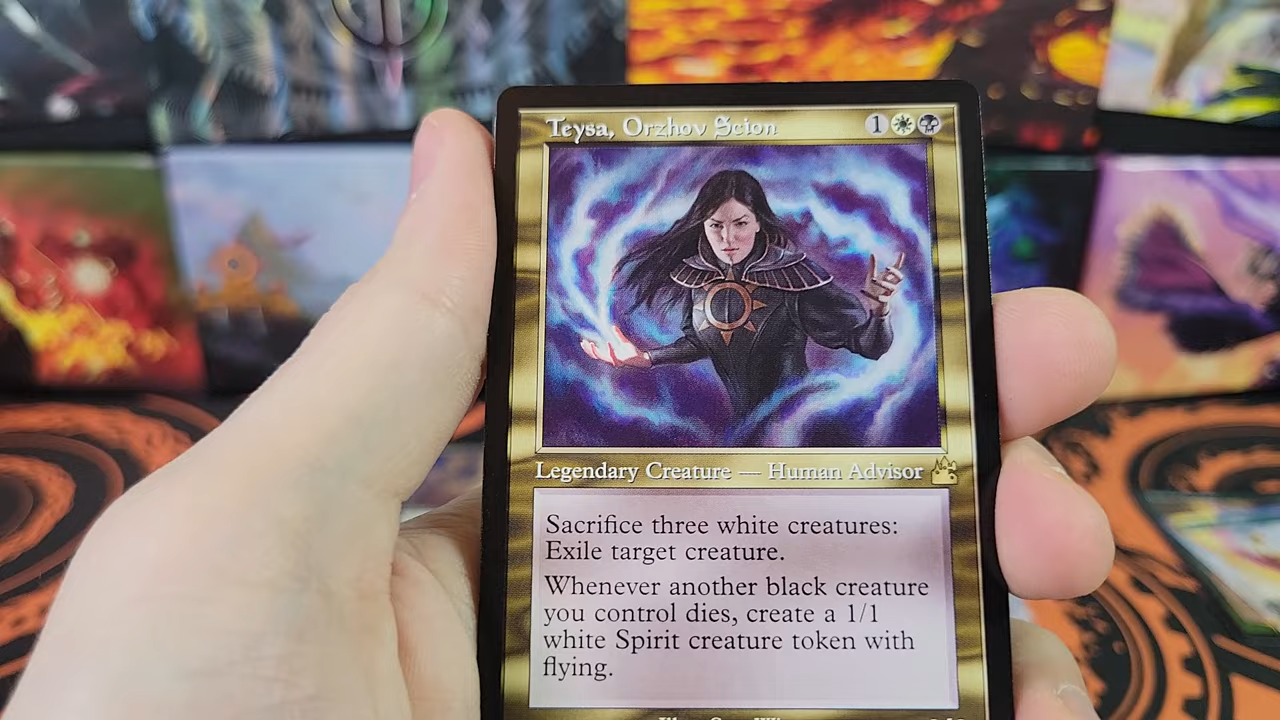 Teysa, Orzhov Scion 1
Legendary Creature — Human Advisor
Sacrifice three white creatures:
Exile target creature.
Whenever another black creature
you control dies, create a 1/1
white Spirit creature token with
flying.